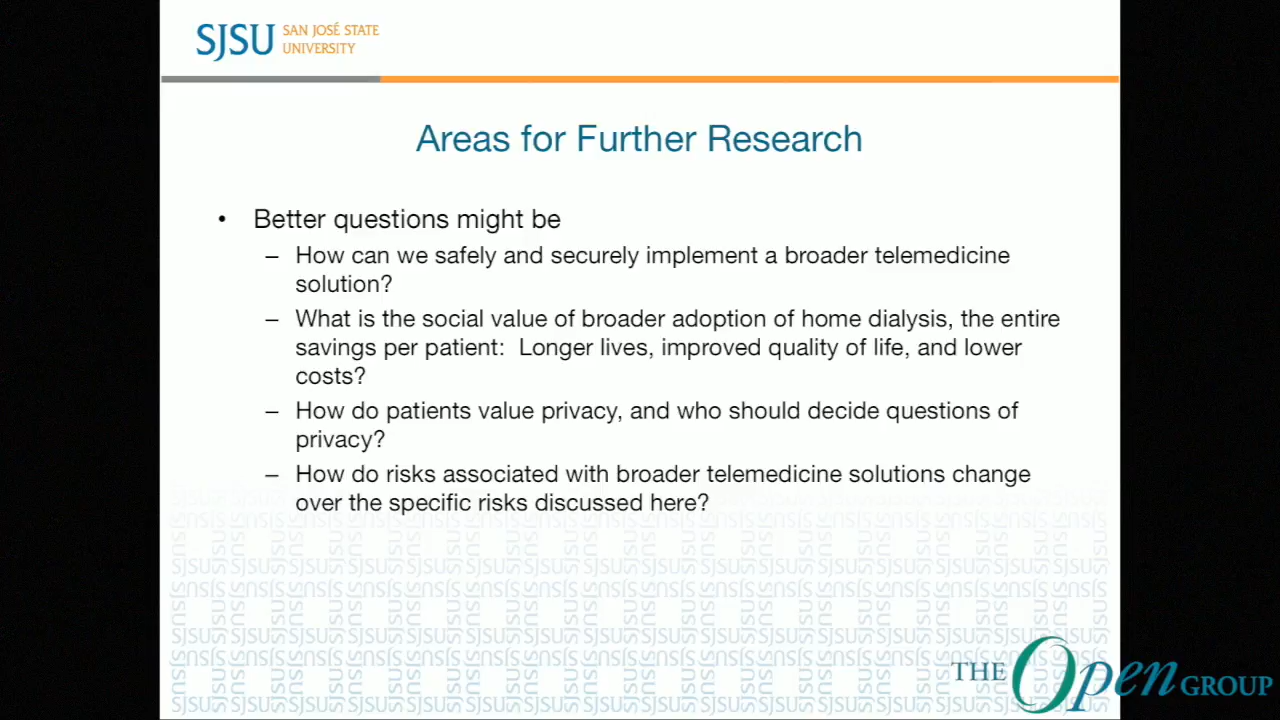 SJSU SAN JOSÉ STATE
UNIVERSITY
Areas for Further Research
• Better questions might be
– How can we safely and securely implement a broader telemedicine
solution?
– What is the social value of broader adoption of home dialysis, the entire
savings per patient:  Longer lives, improved quality of life, and lower
costs?
– How do patients value privacy, and who should decide questions of
privacy?
– How do risks associated with broader telemedicine solutions change
over the specific risks discussed here?
THE Open GROUP